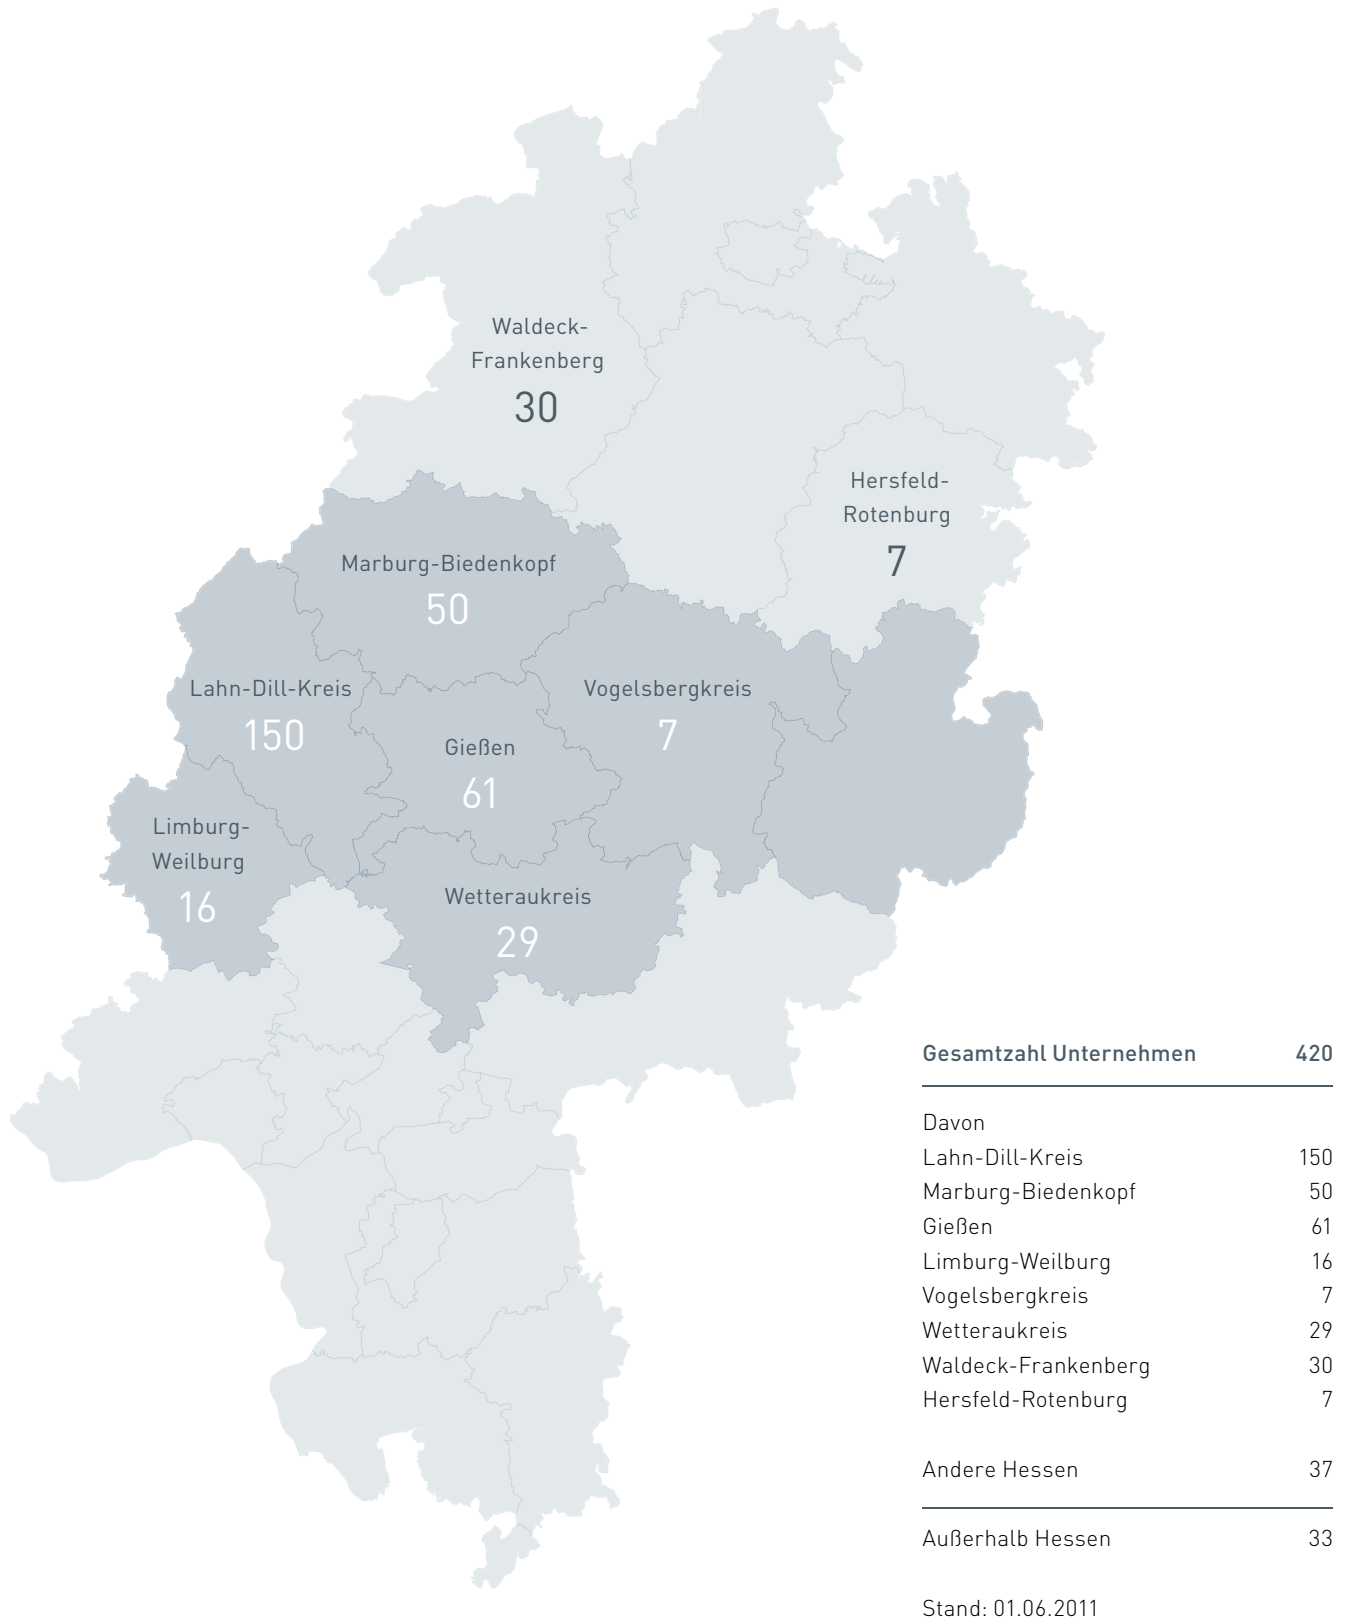 Waldeck-
Frankenberg
30
Hersfeld-
Rotenburg
7
Marburg-Biedenkopf
50
Lahn-Dill-Kreis
150
Vogelsbergkreis
7
Gießen
61
Limburg-
Weilburg
16
Wetteraukreis
29
Gesamtzahl Unternehmen 420
Davon
Lahn-Dill-Kreis 150
Marburg-Biedenkopf 50
Gießen 61
Limburg-Weilburg 16
Vogelsbergkreis 7
Wetteraukreis 29
Waldeck-Frankenberg 30
Hersfeld-Rotenburg 7
Andere Hessen 37
Außerhalb Hessen 33
Stand: 01.06.2011